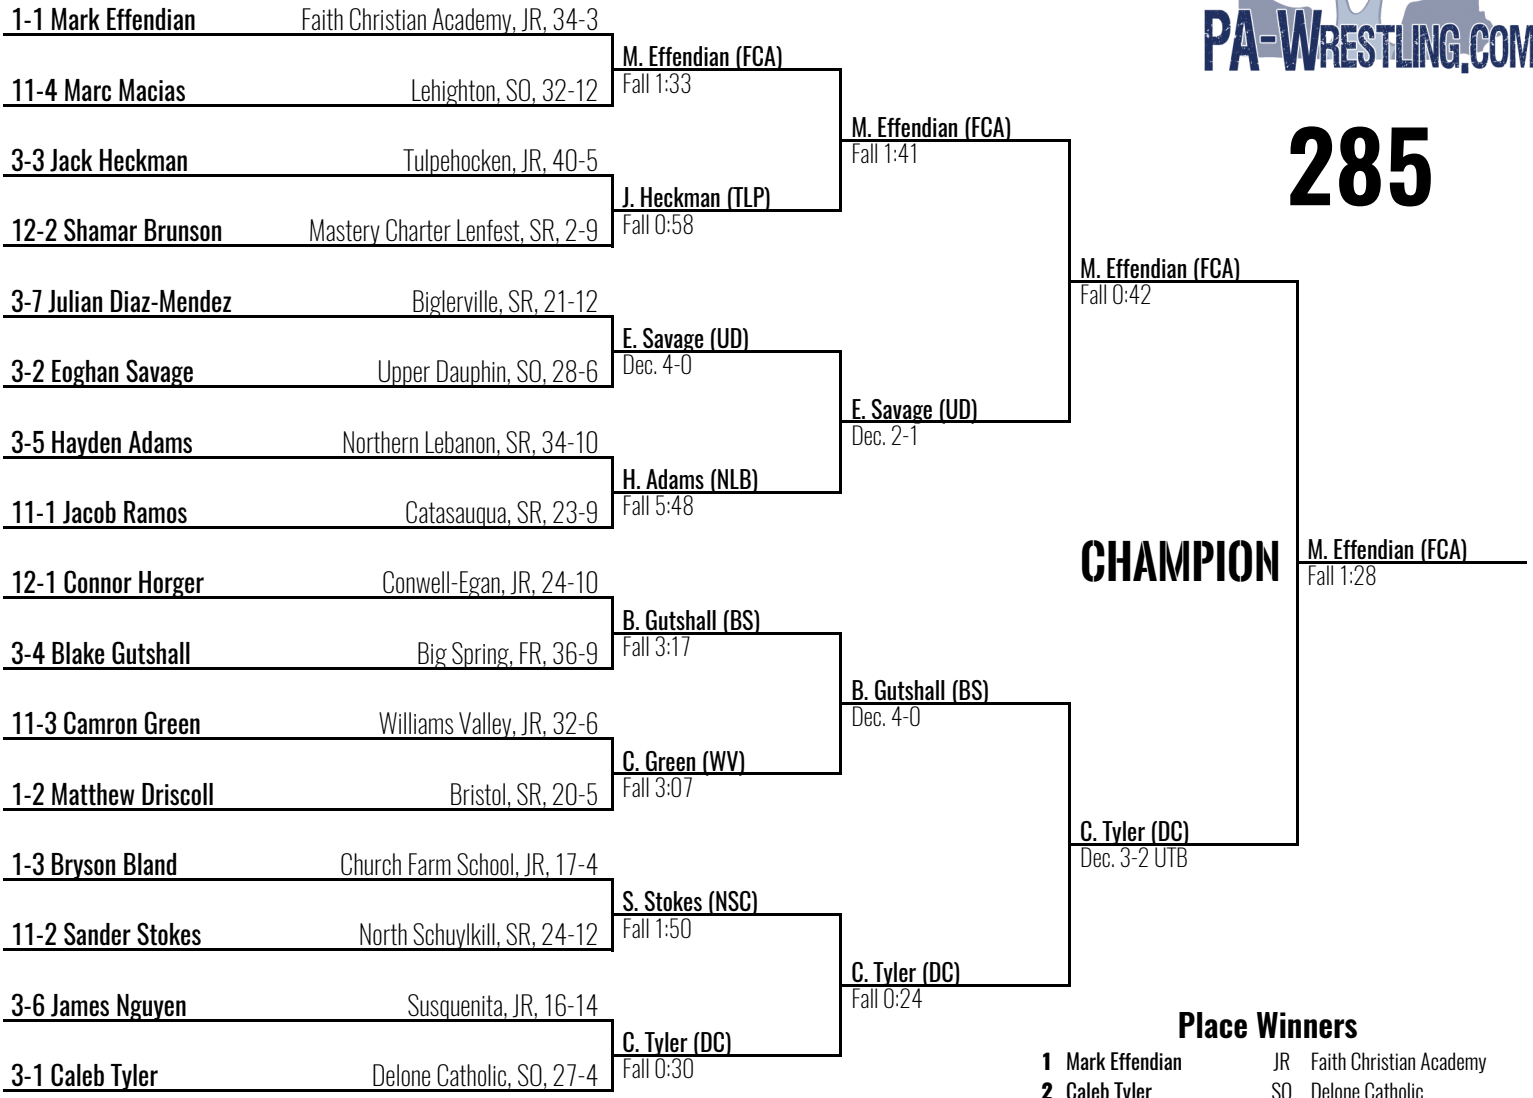 PA-WRESTLING.COM
285
1-1 Mark Effendian Faith Christian Academy, JR, 34-3
11-4 Marc Macias Lehighton, SO, 32-12
3-3 Jack Heckman Tulpehocken, JR, 40-5
12-2 Shamar Brunson Mastery Charter Lenfest, SR, 2-9
3-7 Julian Diaz-Mendez Biglerville, SR, 21-12
3-2 Eoghan Savage Upper Dauphin, SO, 28-6
3-5 Hayden Adams Northern Lebanon, SR, 34-10
11-1 Jacob Ramos Catasauqua, SR, 23-9
12-1 Connor Horger Conwell-Egan, JR, 24-10
3-4 Blake Gutshall Big Spring, FR, 36-9
11-3 Camron Green Williams Valley, JR, 32-6
1-2 Matthew Driscoll Bristol, SR, 20-5
1-3 Bryson Bland Church Farm School, JR, 17-4
11-2 Sander Stokes North Schuylkill, SR, 24-12
3-6 James Nguyen Susquenita, JR, 16-14
3-1 Caleb Tyler Delone Catholic, SO, 27-4
M. Effendian (FCA)
Fall 1:33
J. Heckman (TLP)
Fall 0:58
E. Savage (UD)
Dec. 4-0
H. Adams (NLB)
Fall 5:48
B. Gutshall (BS)
Fall 3:17
C. Green (WV)
Fall 3:07
S. Stokes (NSC)
Fall 1:50
C. Tyler (DC)
Fall 0:30
M. Effendian (FCA)
Fall 1:41
E. Savage (UD)
Dec. 2-1
B. Gutshall (BS)
Dec. 4-0
C. Tyler (DC)
Fall 0:24
M. Effendian (FCA)
Fall 0:42
C. Tyler (DC)
Dec. 3-2 UTB
CHAMPION
M. Effendian (FCA)
Fall 1:28
Place Winners
1 Mark Effendian JR Faith Christian Academy
2 Caleb Tyler SO Delone Catholic